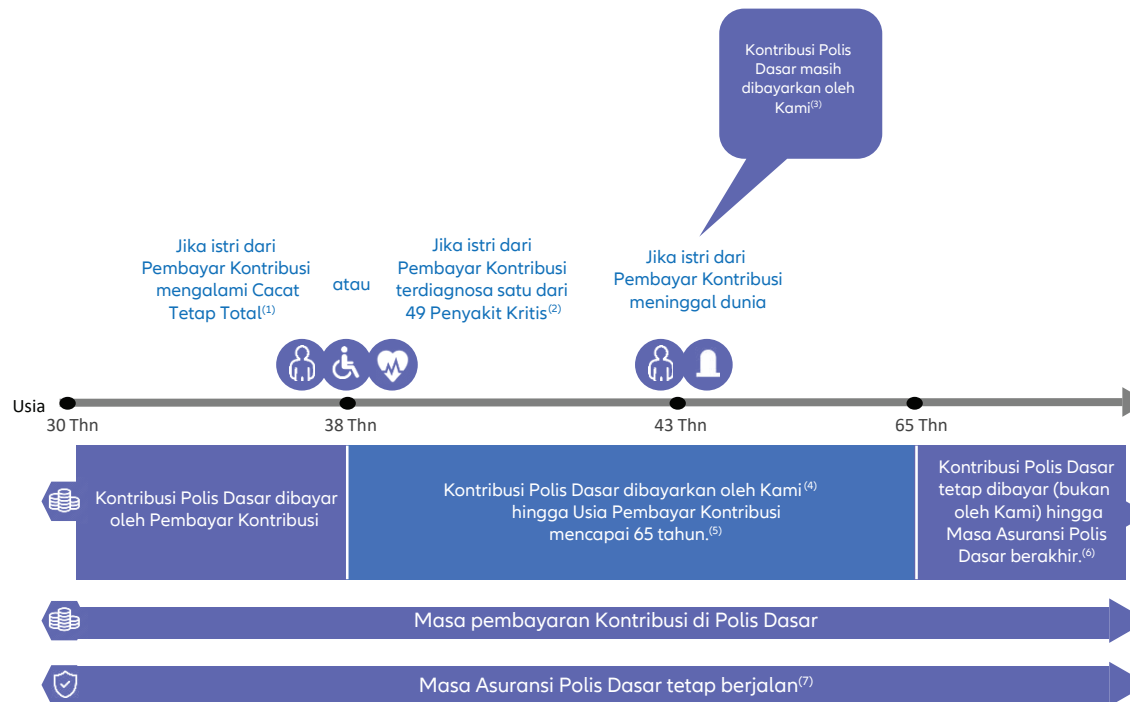 Kontribusi Polis
Dasar masih
dibayarkan oleh
Kami(3)
Jika istri dari
Pembayar Kontribusi
mengalami Cacat
Tetap Total(1)
atau
Jika istri dari
Pembayar Kontribusi
terdiagnosa satu dari
49 Penyakit Kritis(2)
Jika istri dari
Pembayar Kontribusi
meninggal dunia
Usia
30 Thn
38 Thn
43 Thn
65 Thn
Kontribusi Polis Dasar dibayar
oleh Pembayar Kontribusi
Kontribusi Polis Dasar dibayarkan oleh Kami(4)
hingga Usia Pembayar Kontribusi
mencapai 65 tahun.(5)
Kontribusi Polis Dasar
tetap dibayar (bukan
oleh Kami) hingga
Masa Asuransi Polis
Dasar berakhir.(6)
Masa pembayaran Kontribusi di Polis Dasar
Masa Asuransi Polis Dasar tetap berjalan(7)